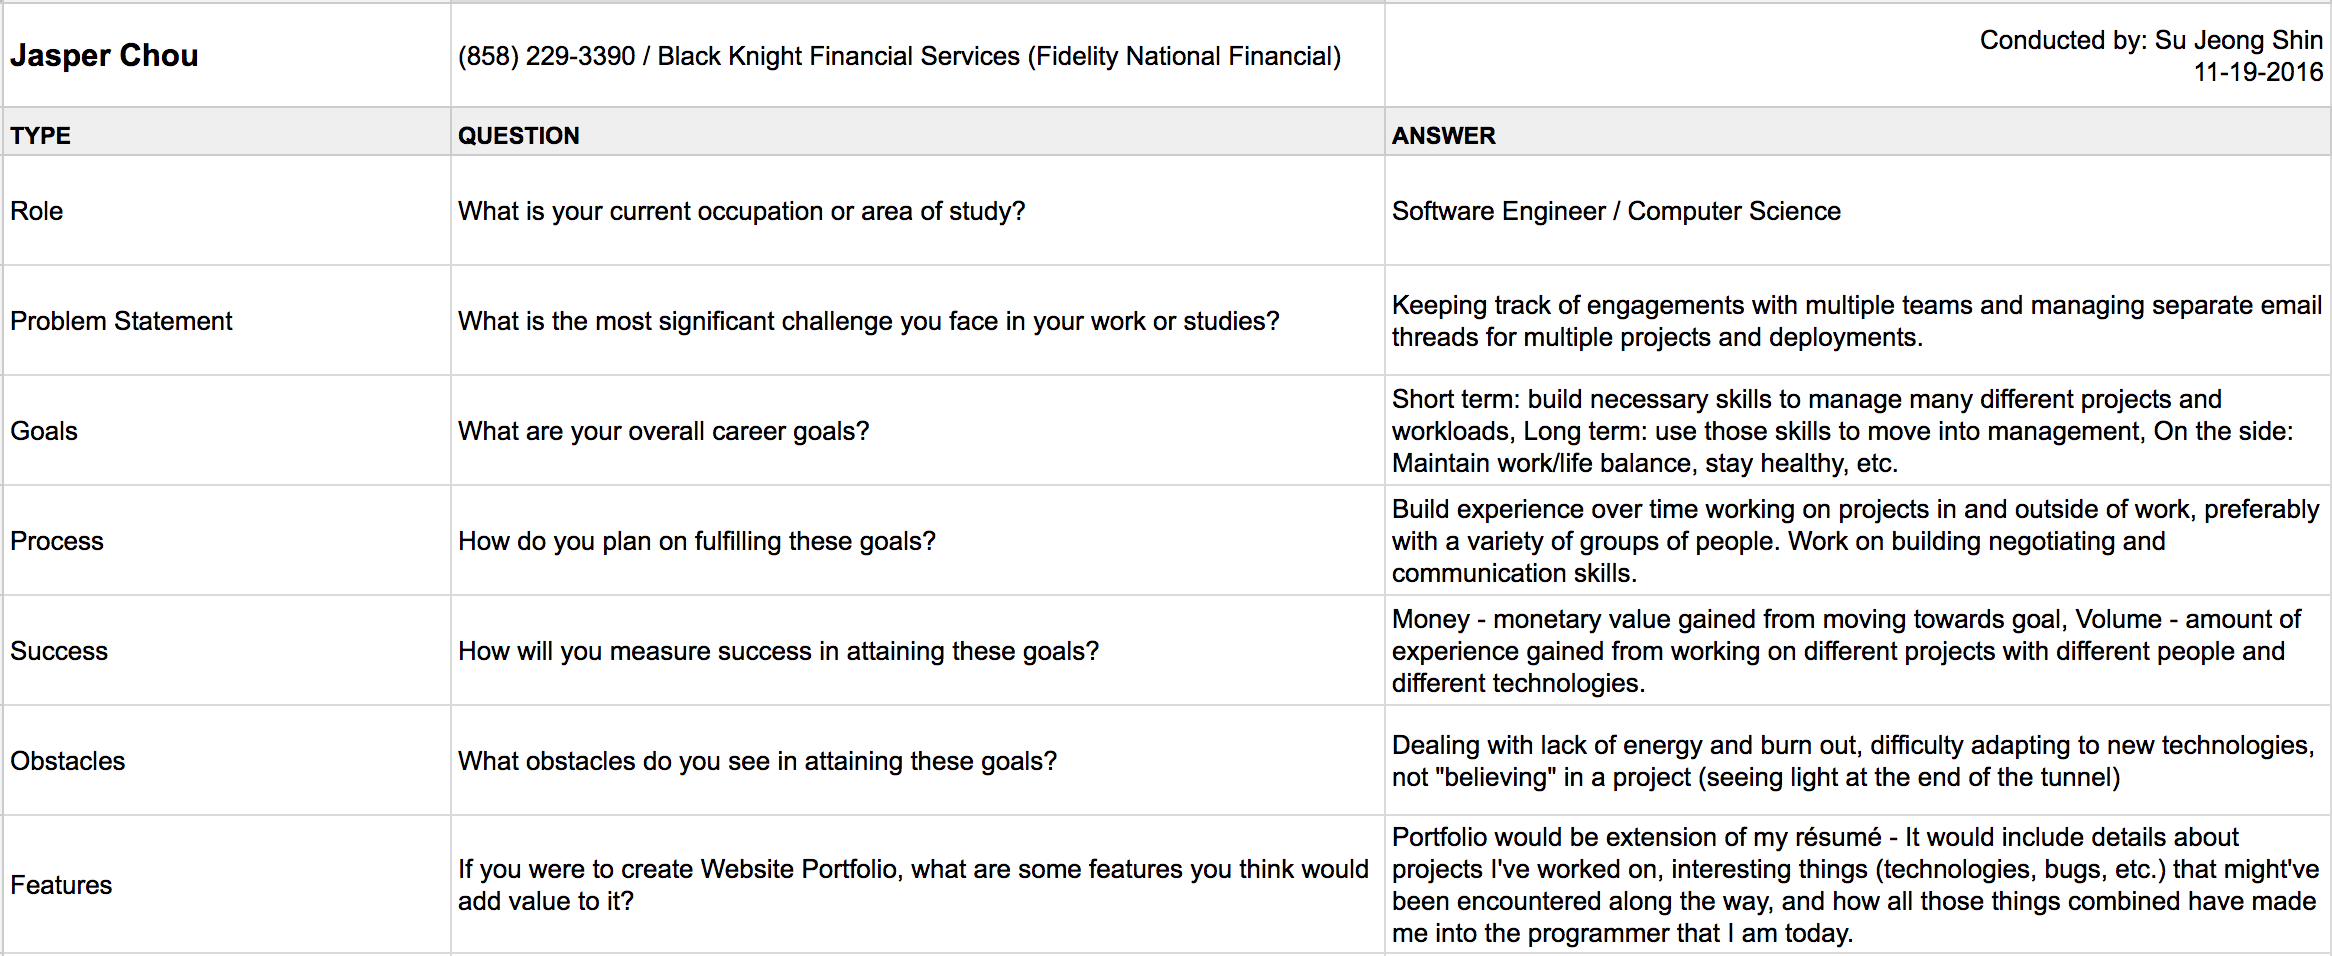 Jasper Chou
(858) 229-3390 / Black Knight Financial Services (Fidelity National Financial)
Conducted by: Su Jeong Shin
11-19-2016
TYPE
QUESTION
ANSWER
Role
What is your current occupation or area of study?
Software Engineer / Computer Science
Problem Statement
What is the most significant challenge you face in your work or studies?
Keeping track of engagements with multiple teams and managing separate email
threads for multiple projects and deployments.
Goals
What are your overall career goals?
Short term: build necessary skills to manage many different projects and
workloads, Long term: use those skills to move into management, On the side:
Maintain work/life balance, stay healthy, etc.
Process
How do you plan on fulfilling these goals?
Build experience over time working on projects in and outside of work, preferably
with a variety of groups of people. Work on building negotiating and
communication skills.
Success
How will you measure success in attaining these goals?
Money - monetary value gained from moving towards goal, Volume - amount of
experience gained from working on different projects with different people and
different technologies.
Obstacles
What obstacles do you see in attaining these goals?
Dealing with lack of energy and burn out, difficulty adapting to new technologies,
not "believing" in a project (seeing light at the end of the tunnel)
Features
If you were to create Website Portfolio, what are some features you think would
add value to it?
Portfolio would be extension of my résumé - It would include details about
projects I've worked on, interesting things (technologies, bugs, etc.) that might've
been encountered along the way, and how all those things combined have made
me into the programmer that I am today.